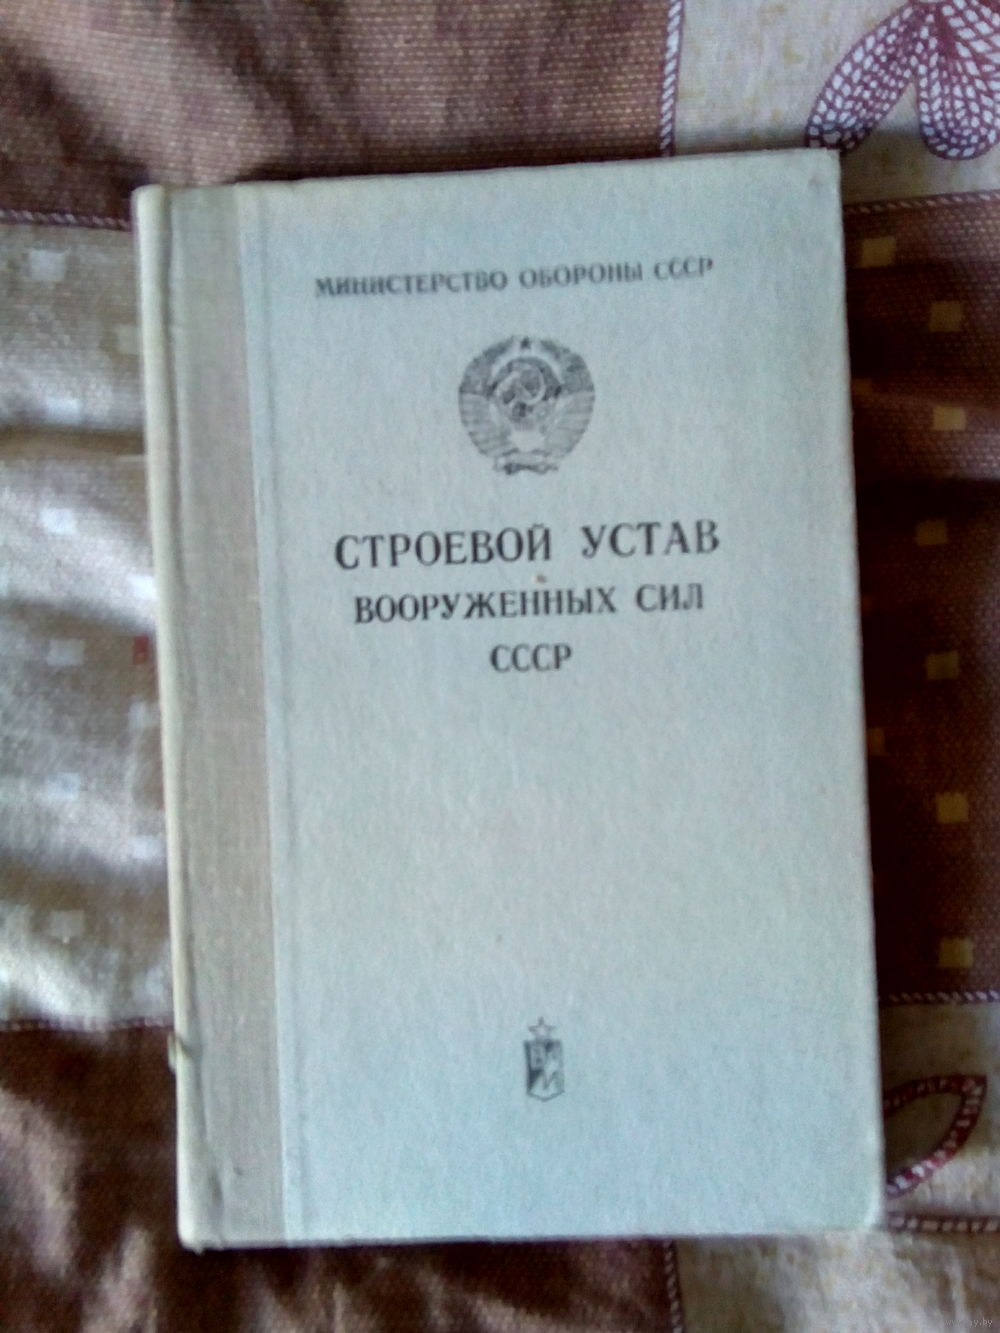 МИНИСТЕРСТВО ОБОРОНЫ СССР
СТРОЕВОЙ УСТАВ
ВООРУЖЕННЫХ СИЛ
СССР